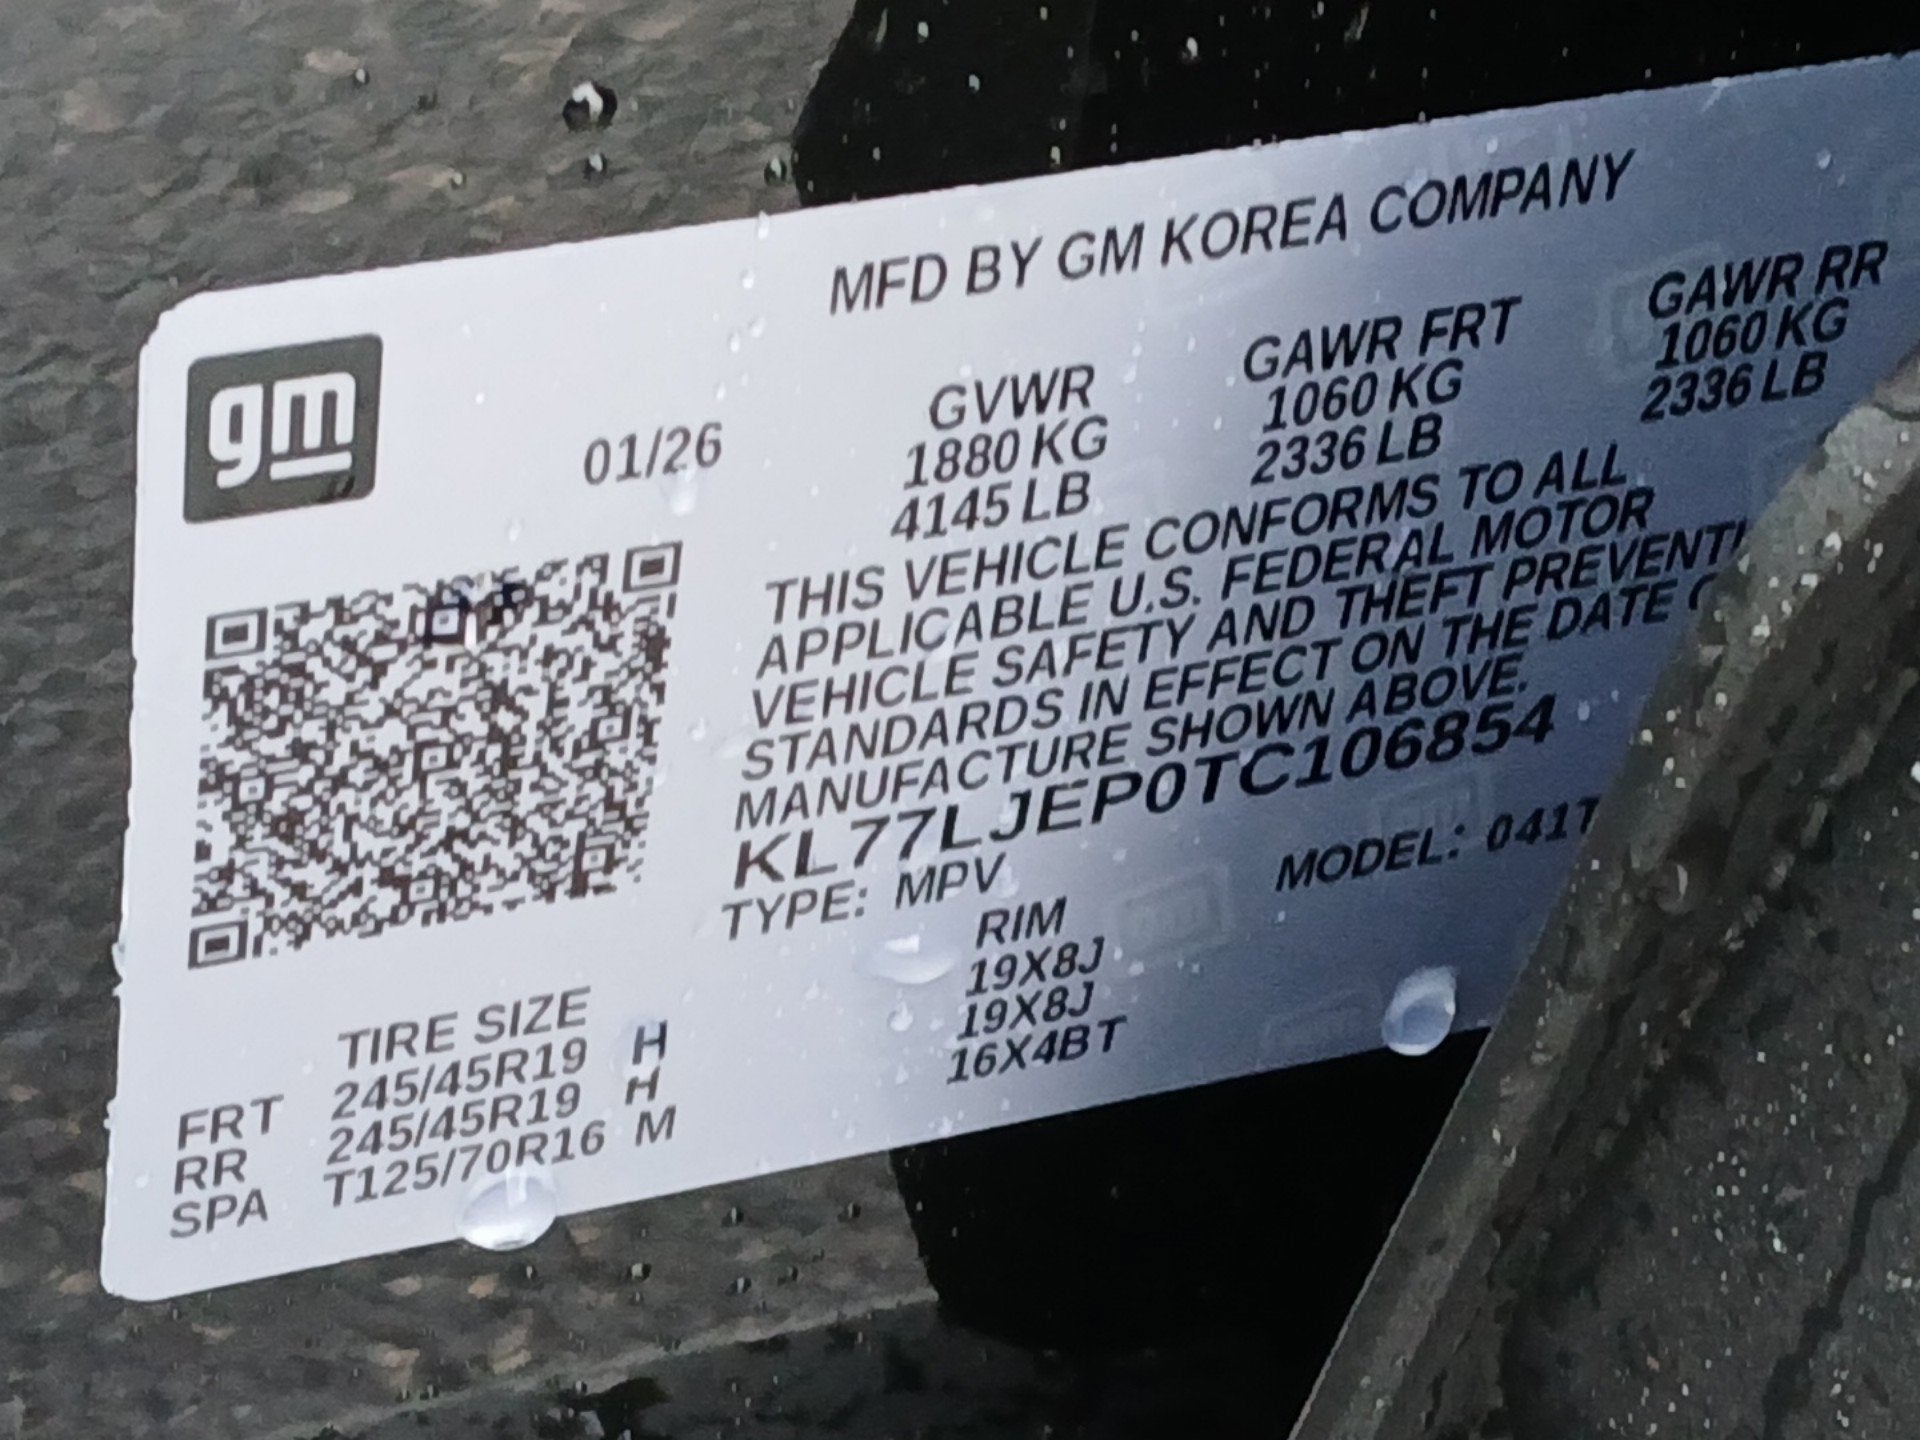 MFD BY GM KOREA COMPANY
gm
01/26
GVWR GAWR FRT GAWR RR
1880 KG 1060 KG 1060 KG
4145 LB 2336 LB 2336 LB
THIS VEHICLE CONFORMS TO ALL
APPLICABLE U.S. FEDERAL MOTOR
VEHICLE SAFETY AND THEFT PREVENTI
STANDARDS IN EFFECT ON THE DATE
MANUFACTURE SHOWN ABOVE.
KL77LJEP0TC106854
TYPE: MPV MODEL: 041T
TIRE SIZE RIM
FRT 245/45R19 H 19X8J
RR 245/45R19 H 19X8J
SPA T125/70R16 M 16X4BT